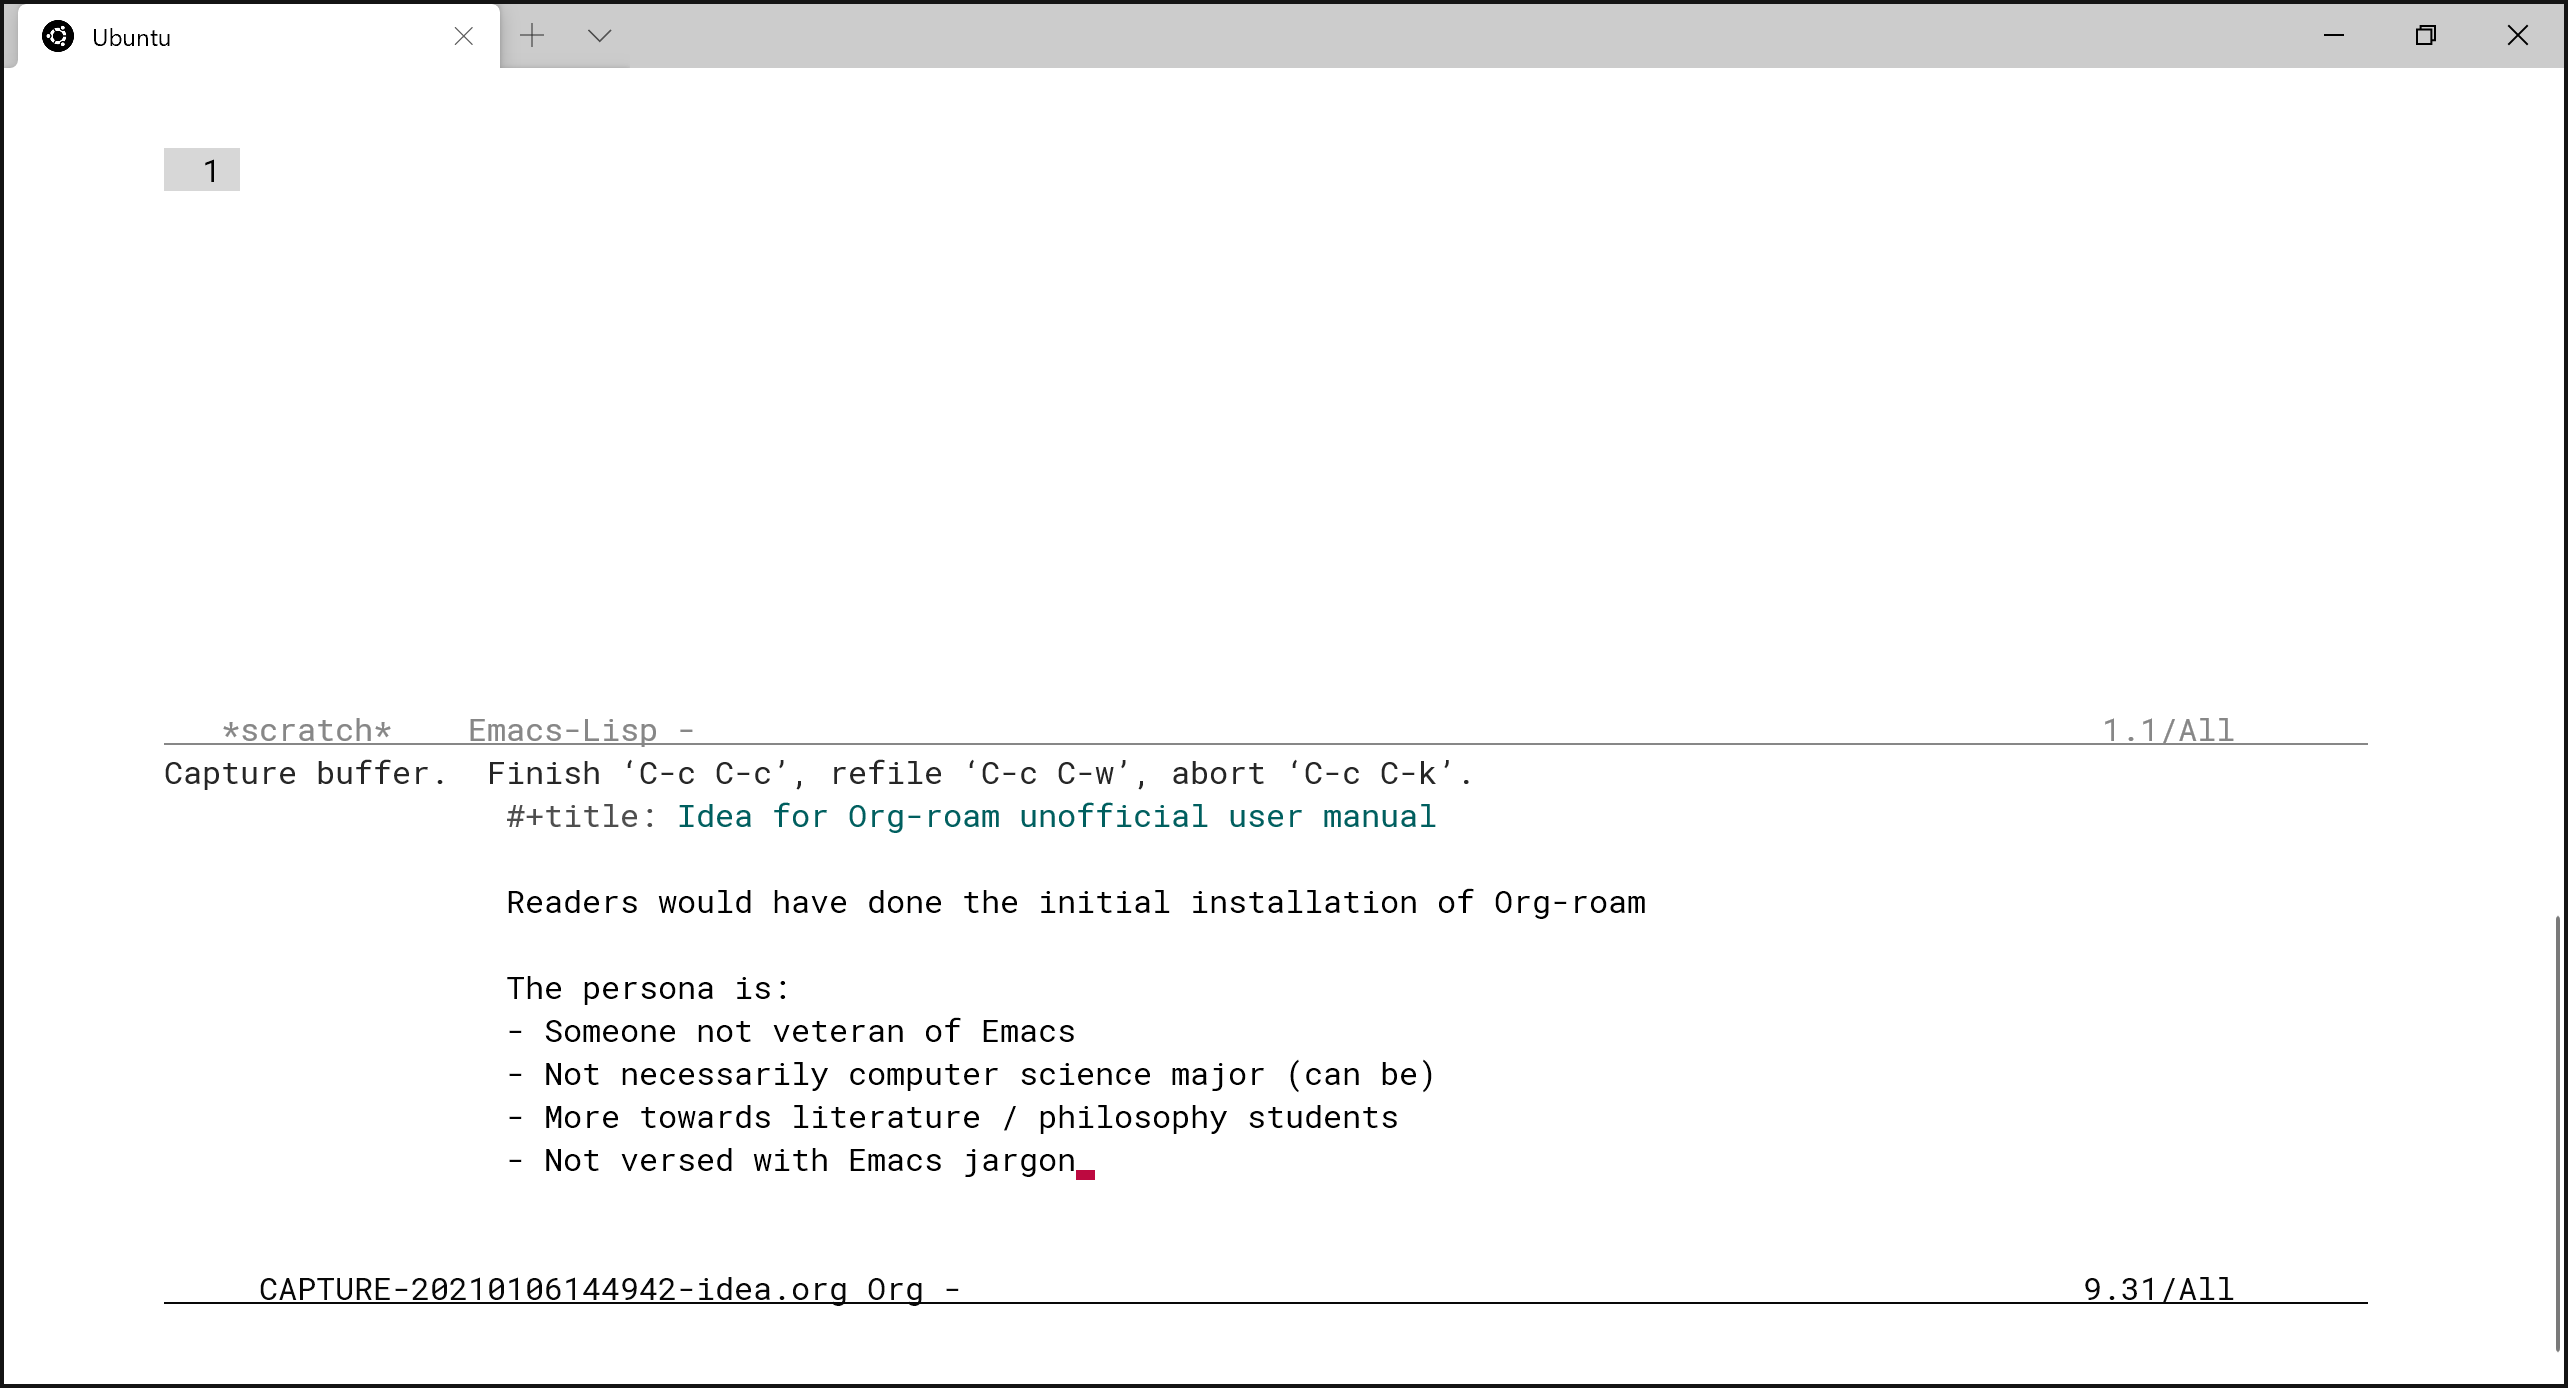 Ubuntu
1
*scratch*    Emacs-Lisp -    1.1/All
Capture buffer.  Finish ‘C-c C-c’, refile ‘C-c C-w’, abort ‘C-c C-k’.
#+title: Idea for Org-roam unofficial user manual
Readers would have done the initial installation of Org-roam
The persona is:
- Someone not veteran of Emacs
- Not necessarily computer science major (can be)
- More towards literature / philosophy students
- Not versed with Emacs jargon
CAPTURE-20210106144942-idea.org Org -    9.31/All